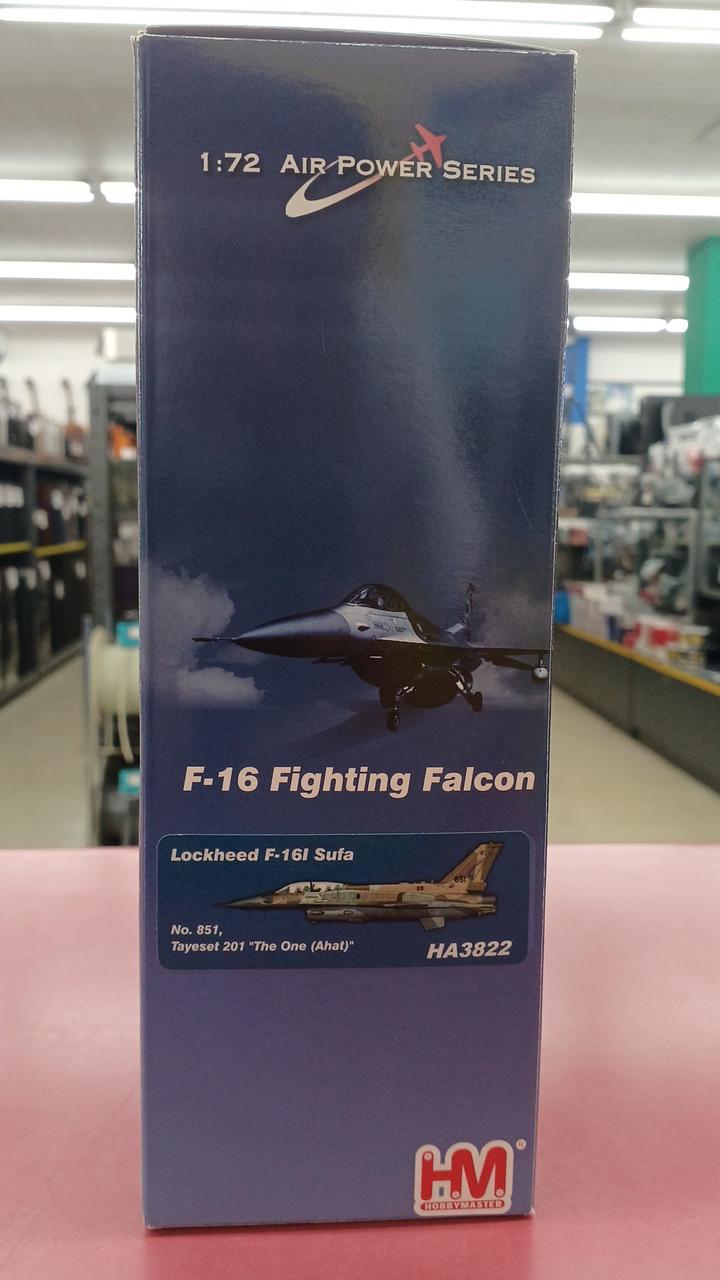 1:72 AIR POWER SERIES
F-16 Fighting Falcon
Lockheed F-16I Sufa
851
No. 851,
Tayeset 201 "The One (Ahat)"
HA3822
HM
®
HOBBYMASTER